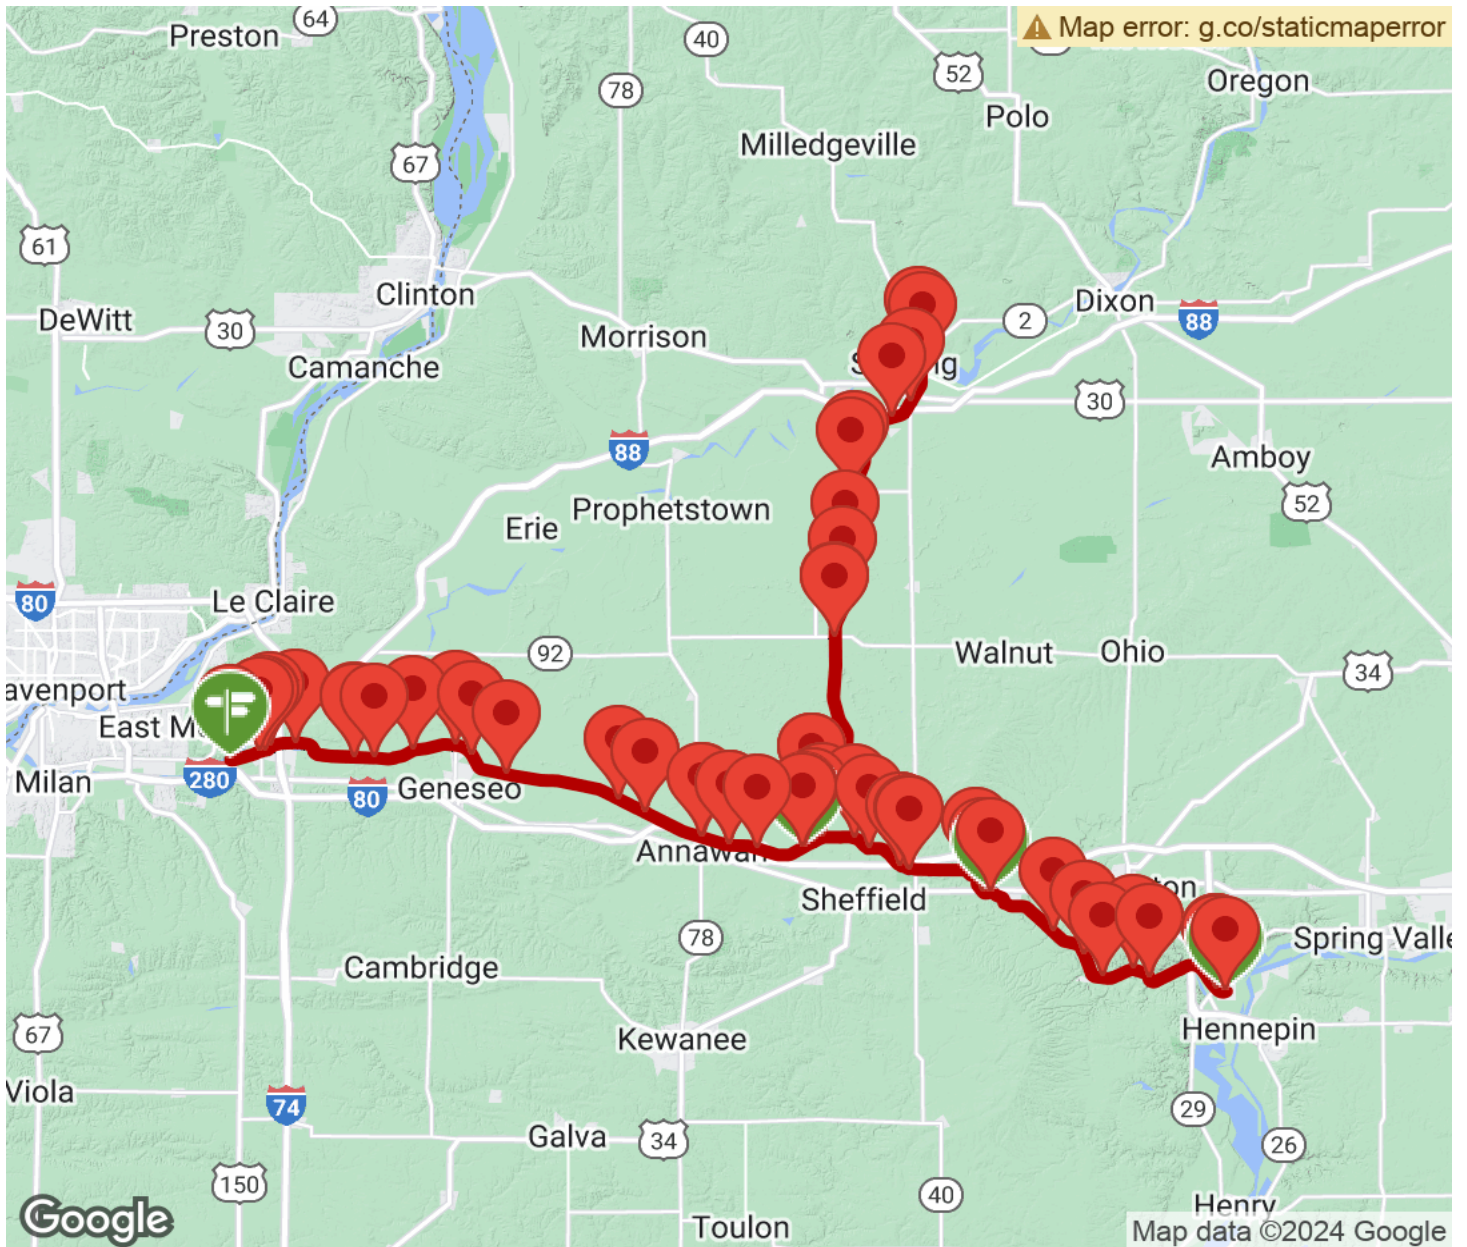 64
Preston
40
Map error: g.co/staticmaperror
52
Oregon
78
Polo
Milledgeville
67
61
Clinton
DeWitt
30
Morrison
2
Dixon
88
Camanche
30
88
Amboy
Prophetstown
52
Erie
80
Le Claire
92
Walnut
Ohio
34
avenport
East M
Milan
280
80
Geneseo
Annawan
Sheffield
ton
78
Spring Valle
Cambridge
67
Kewanee
Hennepin
Viola
74
29
Galva
34
26
150
40
Henry
Google
Toulon
Map data ©2024 Google